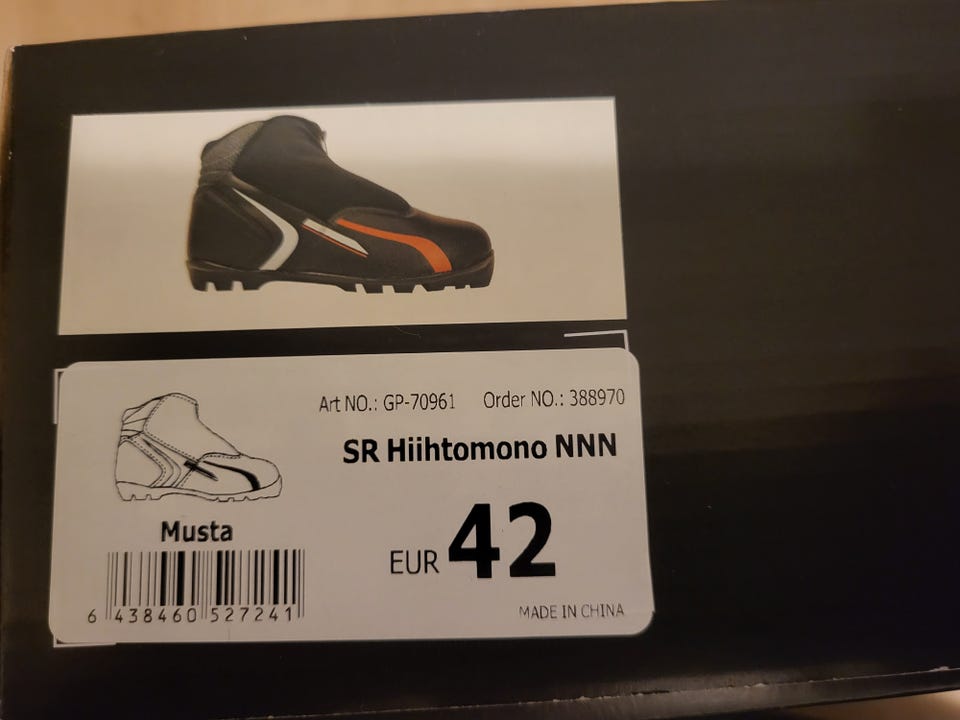 Art NO.: GP-70961 Order NO.: 388970
SR Hiihtomono NNN
Musta
EUR 42
6 438460 527241
MADE IN CHINA